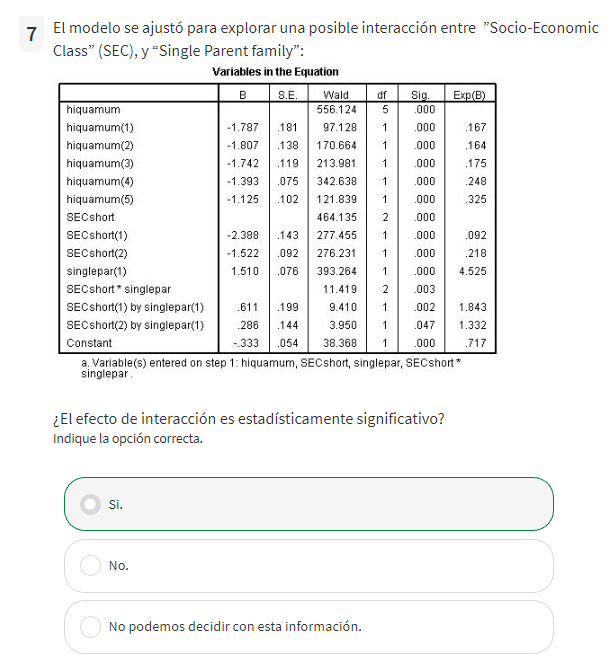 7
El modelo se ajustó para explorar una posible interacción entre ”Socio-Economic
Class” (SEC), y “Single Parent family”:
Variables in the Equation
B S.E. Wald df Sig. Exp(B)
hiquamum 556.124 5 .000
hiquamum(1) -1.787 .181 97.128 1 .000 .167
hiquamum(2) -1.807 .138 170.664 1 .000 .164
hiquamum(3) -1.742 .119 213.981 1 .000 .175
hiquamum(4) -1.393 .075 342.638 1 .000 .248
hiquamum(5) -1.125 .102 121.839 1 .000 .325
SECshort 464.135 2 .000
SECshort(1) -2.388 .143 277.455 1 .000 .092
SECshort(2) -1.522 .092 276.231 1 .000 .218
singlepar(1) 1.510 .076 393.264 1 .000 4.525
SECshort * singlepar 11.419 2 .003
SECshort(1) by singlepar(1) .611 .199 9.410 1 .002 1.843
SECshort(2) by singlepar(1) .286 .144 3.950 1 .047 1.332
Constant -.333 .054 38.368 1 .000 .717
a. Variable(s) entered on step 1: hiquamum, SECshort, singlepar, SECshort *
singlepar .
¿El efecto de interacción es estadísticamente significativo?
Indique la opción correcta.
Si.
No.
No podemos decidir con esta información.